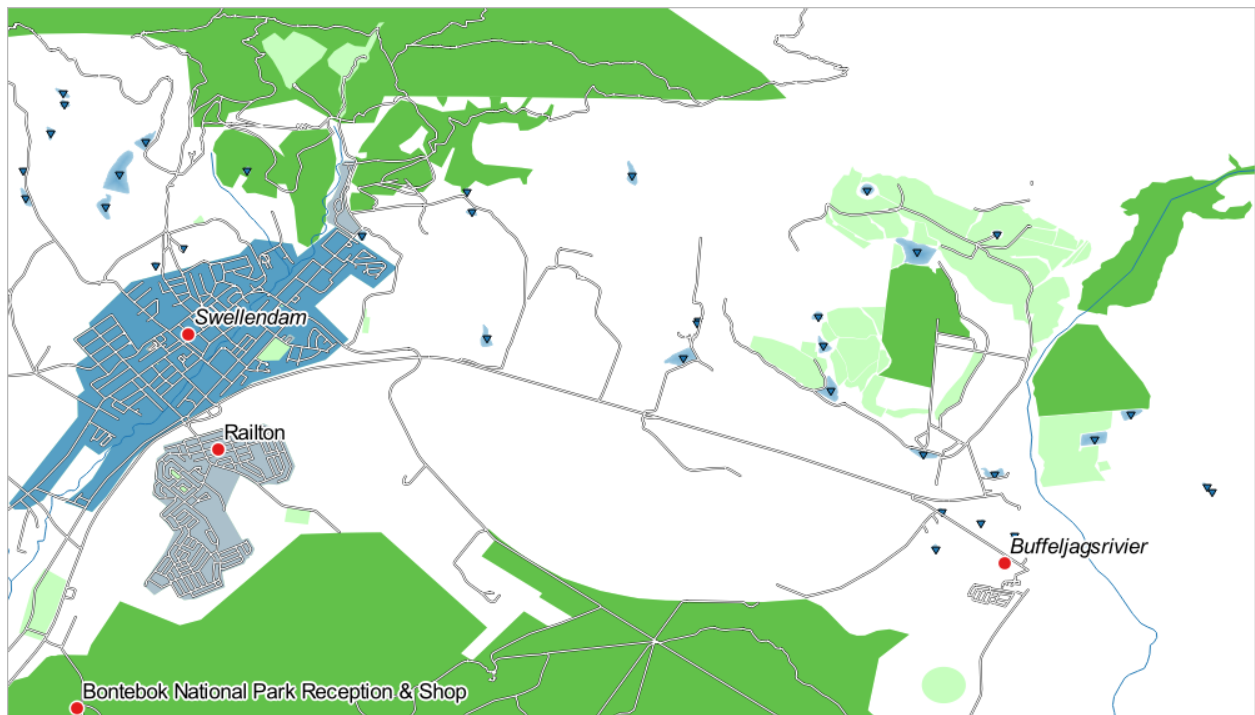 Swellendam
Railton
Buffeljagsrivier
Bontebok National Park Reception & Shop